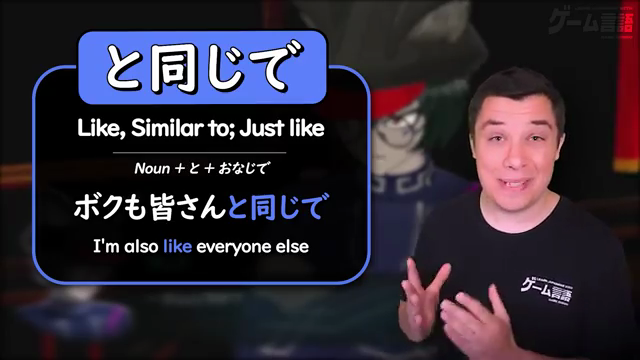 ゲーム言語
と同じで
Like, Similar to; Just like
Noun + と + おなじで
ボクも皆さんと同じで
I'm also like everyone else
ゲーム言語